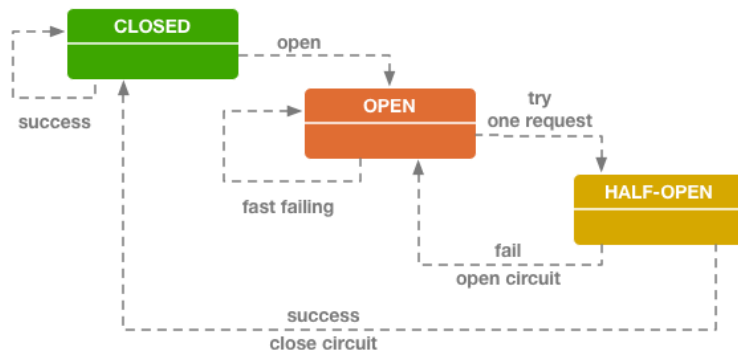 CLOSED
open
success
OPEN
try
one request
fast failing
HALF-OPEN
fail
open circuit
success
close circuit